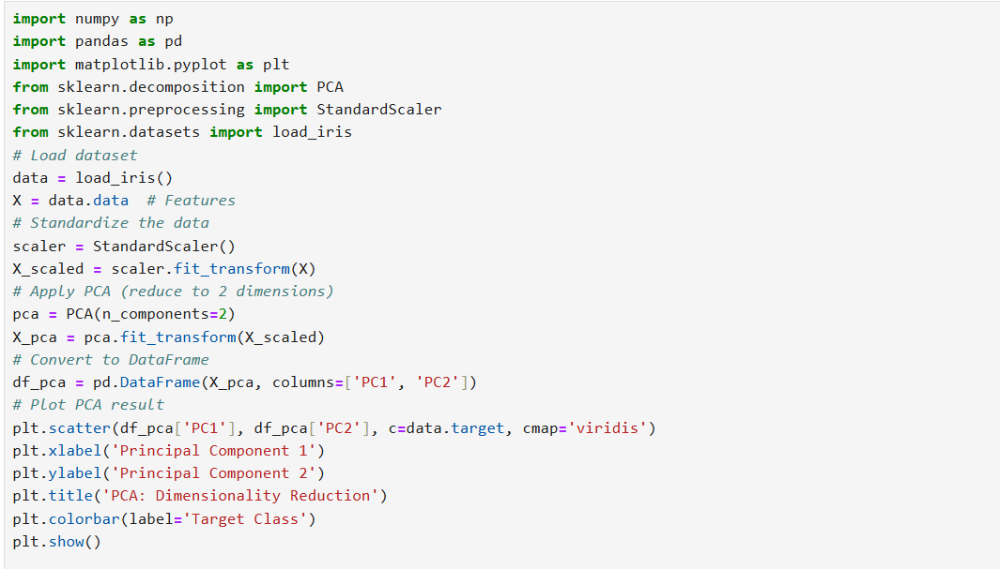 import numpy as np
import pandas as pd
import matplotlib.pyplot as plt
from sklearn.decomposition import PCA
from sklearn.preprocessing import StandardScaler
from sklearn.datasets import load_iris
# Load dataset
data = load_iris()
X = data.data  # Features
# Standardize the data
scaler = StandardScaler()
X_scaled = scaler.fit_transform(X)
# Apply PCA (reduce to 2 dimensions)
pca = PCA(n_components=2)
X_pca = pca.fit_transform(X_scaled)
# Convert to DataFrame
df_pca = pd.DataFrame(X_pca, columns=['PC1', 'PC2'])
# Plot PCA result
plt.scatter(df_pca['PC1'], df_pca['PC2'], c=data.target, cmap='viridis')
plt.xlabel('Principal Component 1')
plt.ylabel('Principal Component 2')
plt.title('PCA: Dimensionality Reduction')
plt.colorbar(label='Target Class')
plt.show()